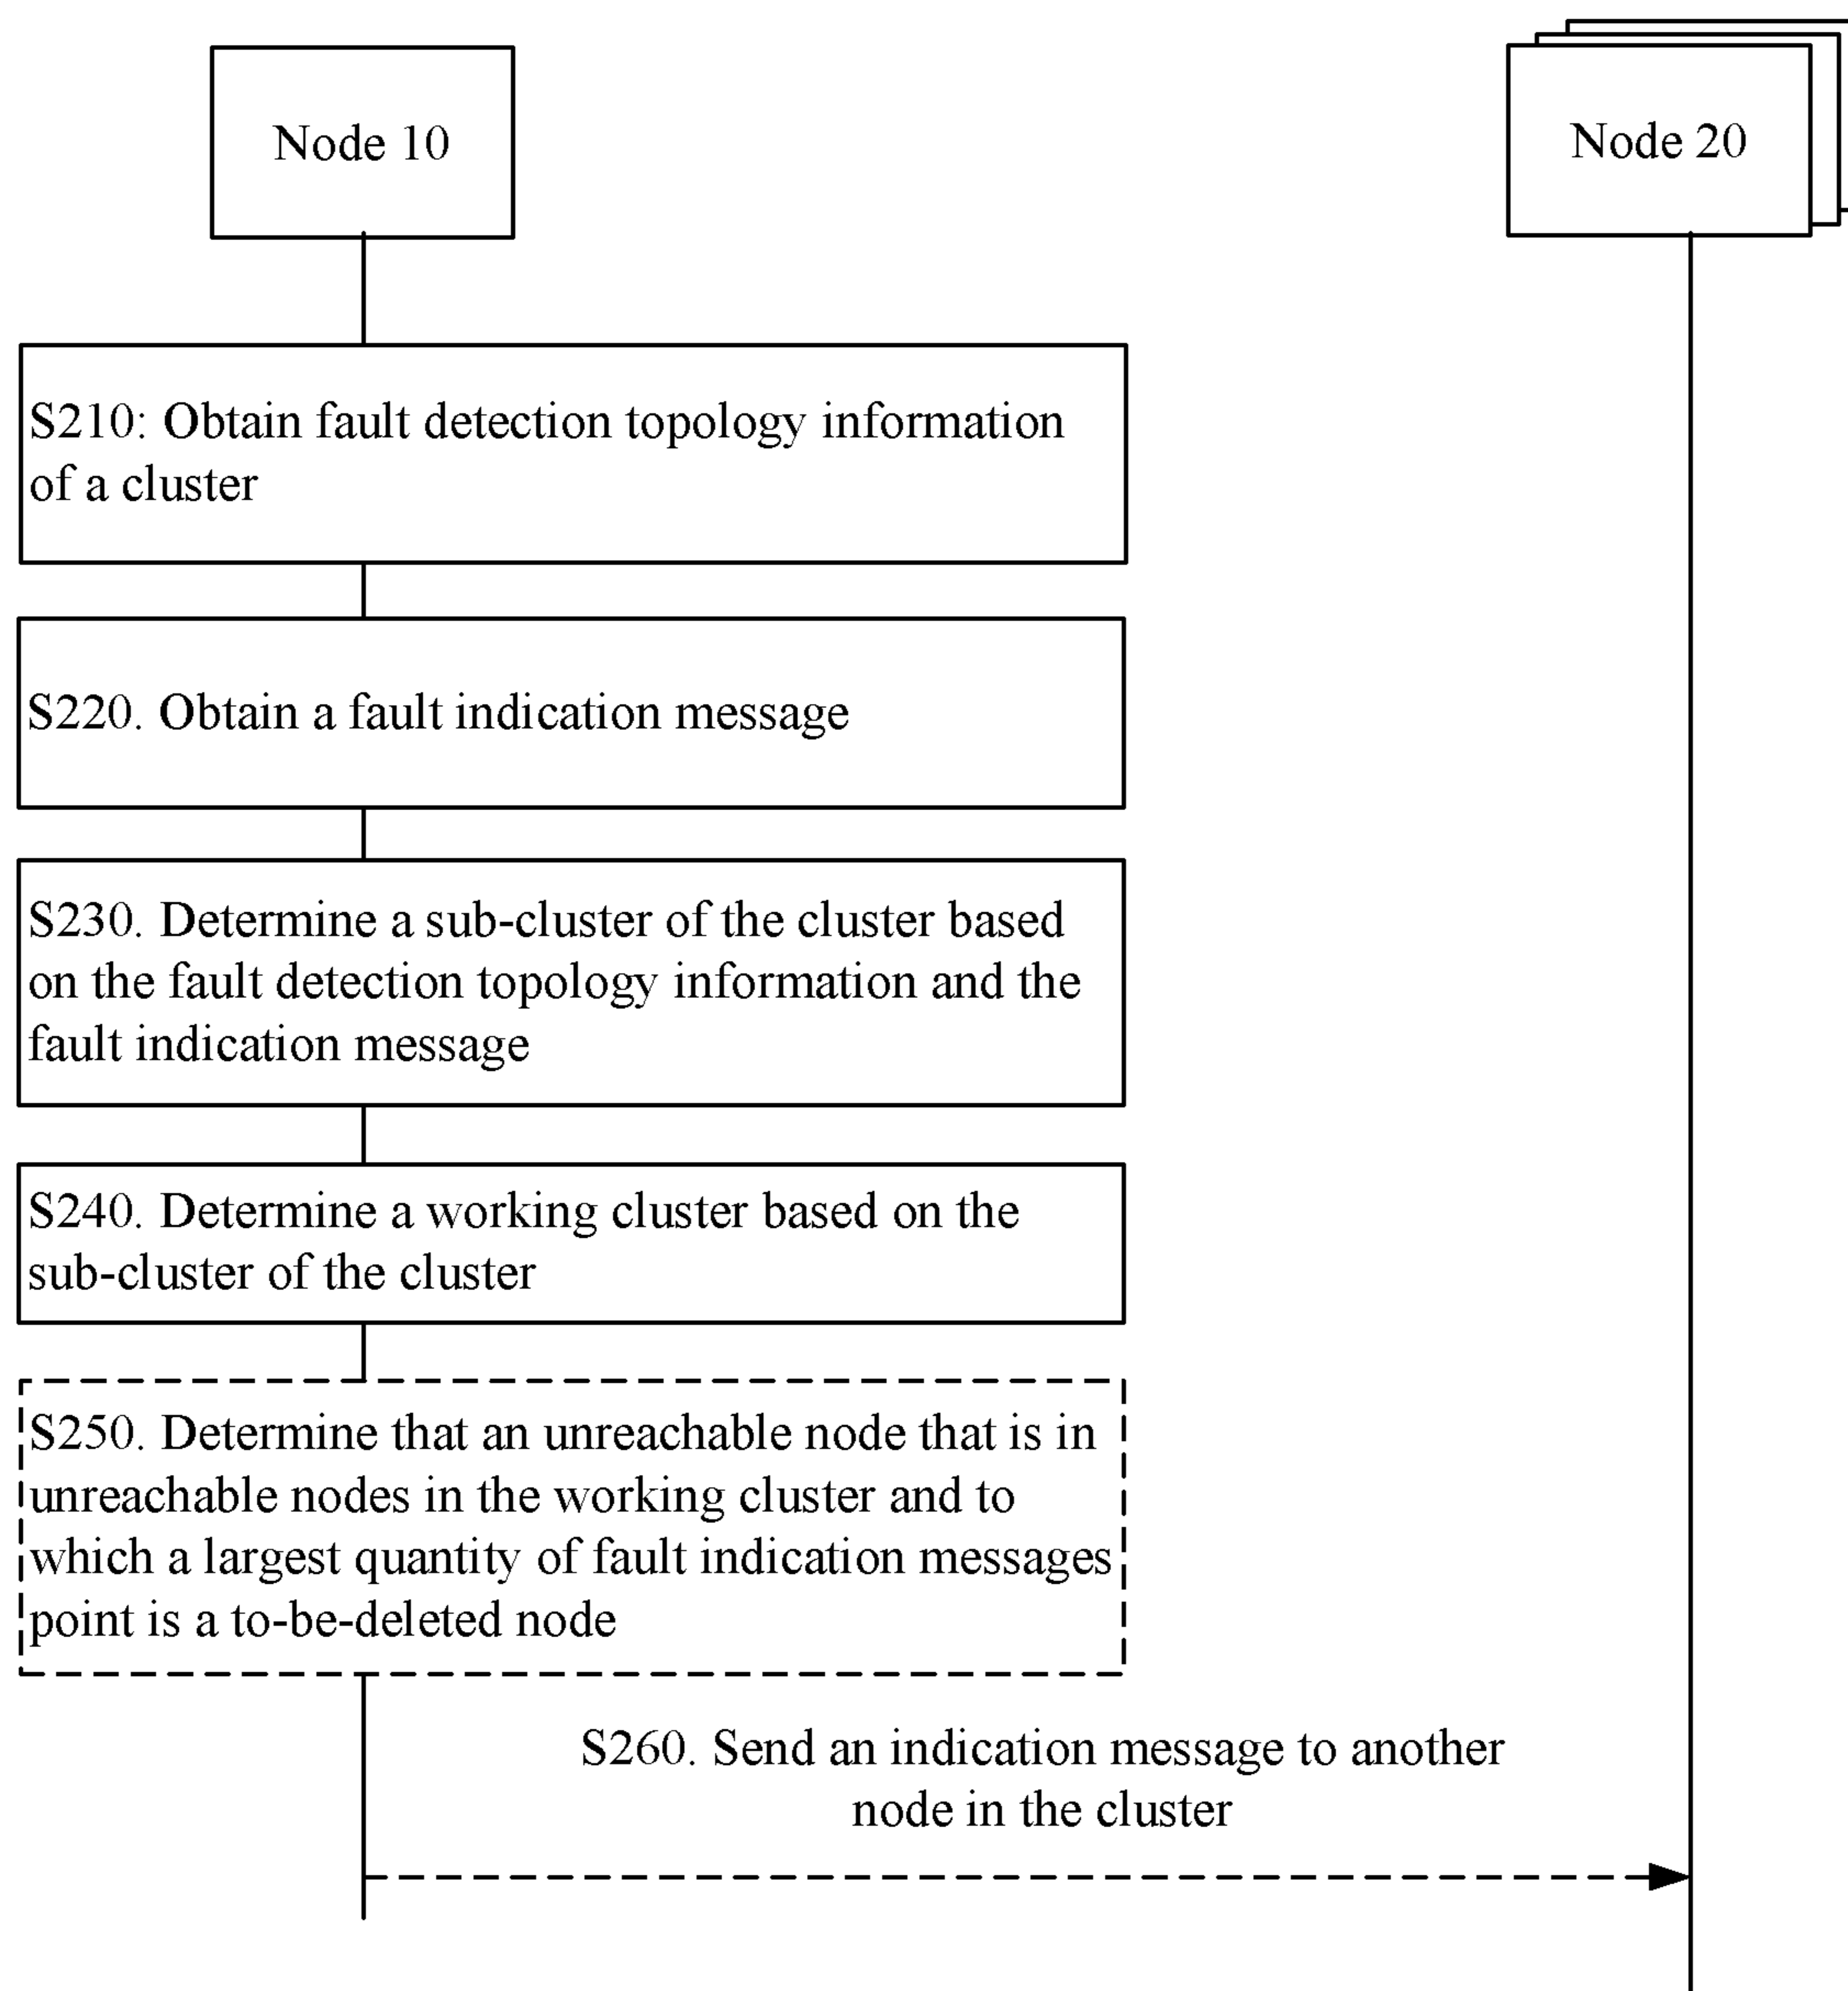 Node 10
Node 20
S210: Obtain fault detection topology information
of a cluster
S220. Obtain a fault indication message
S230. Determine a sub-cluster of the cluster based
on the fault detection topology information and the
fault indication message
S240. Determine a working cluster based on the
sub-cluster of the cluster
S250. Determine that an unreachable node that is in
unreachable nodes in the working cluster and to
which a largest quantity of fault indication messages
point is a to-be-deleted node
S260. Send an indication message to another
node in the cluster